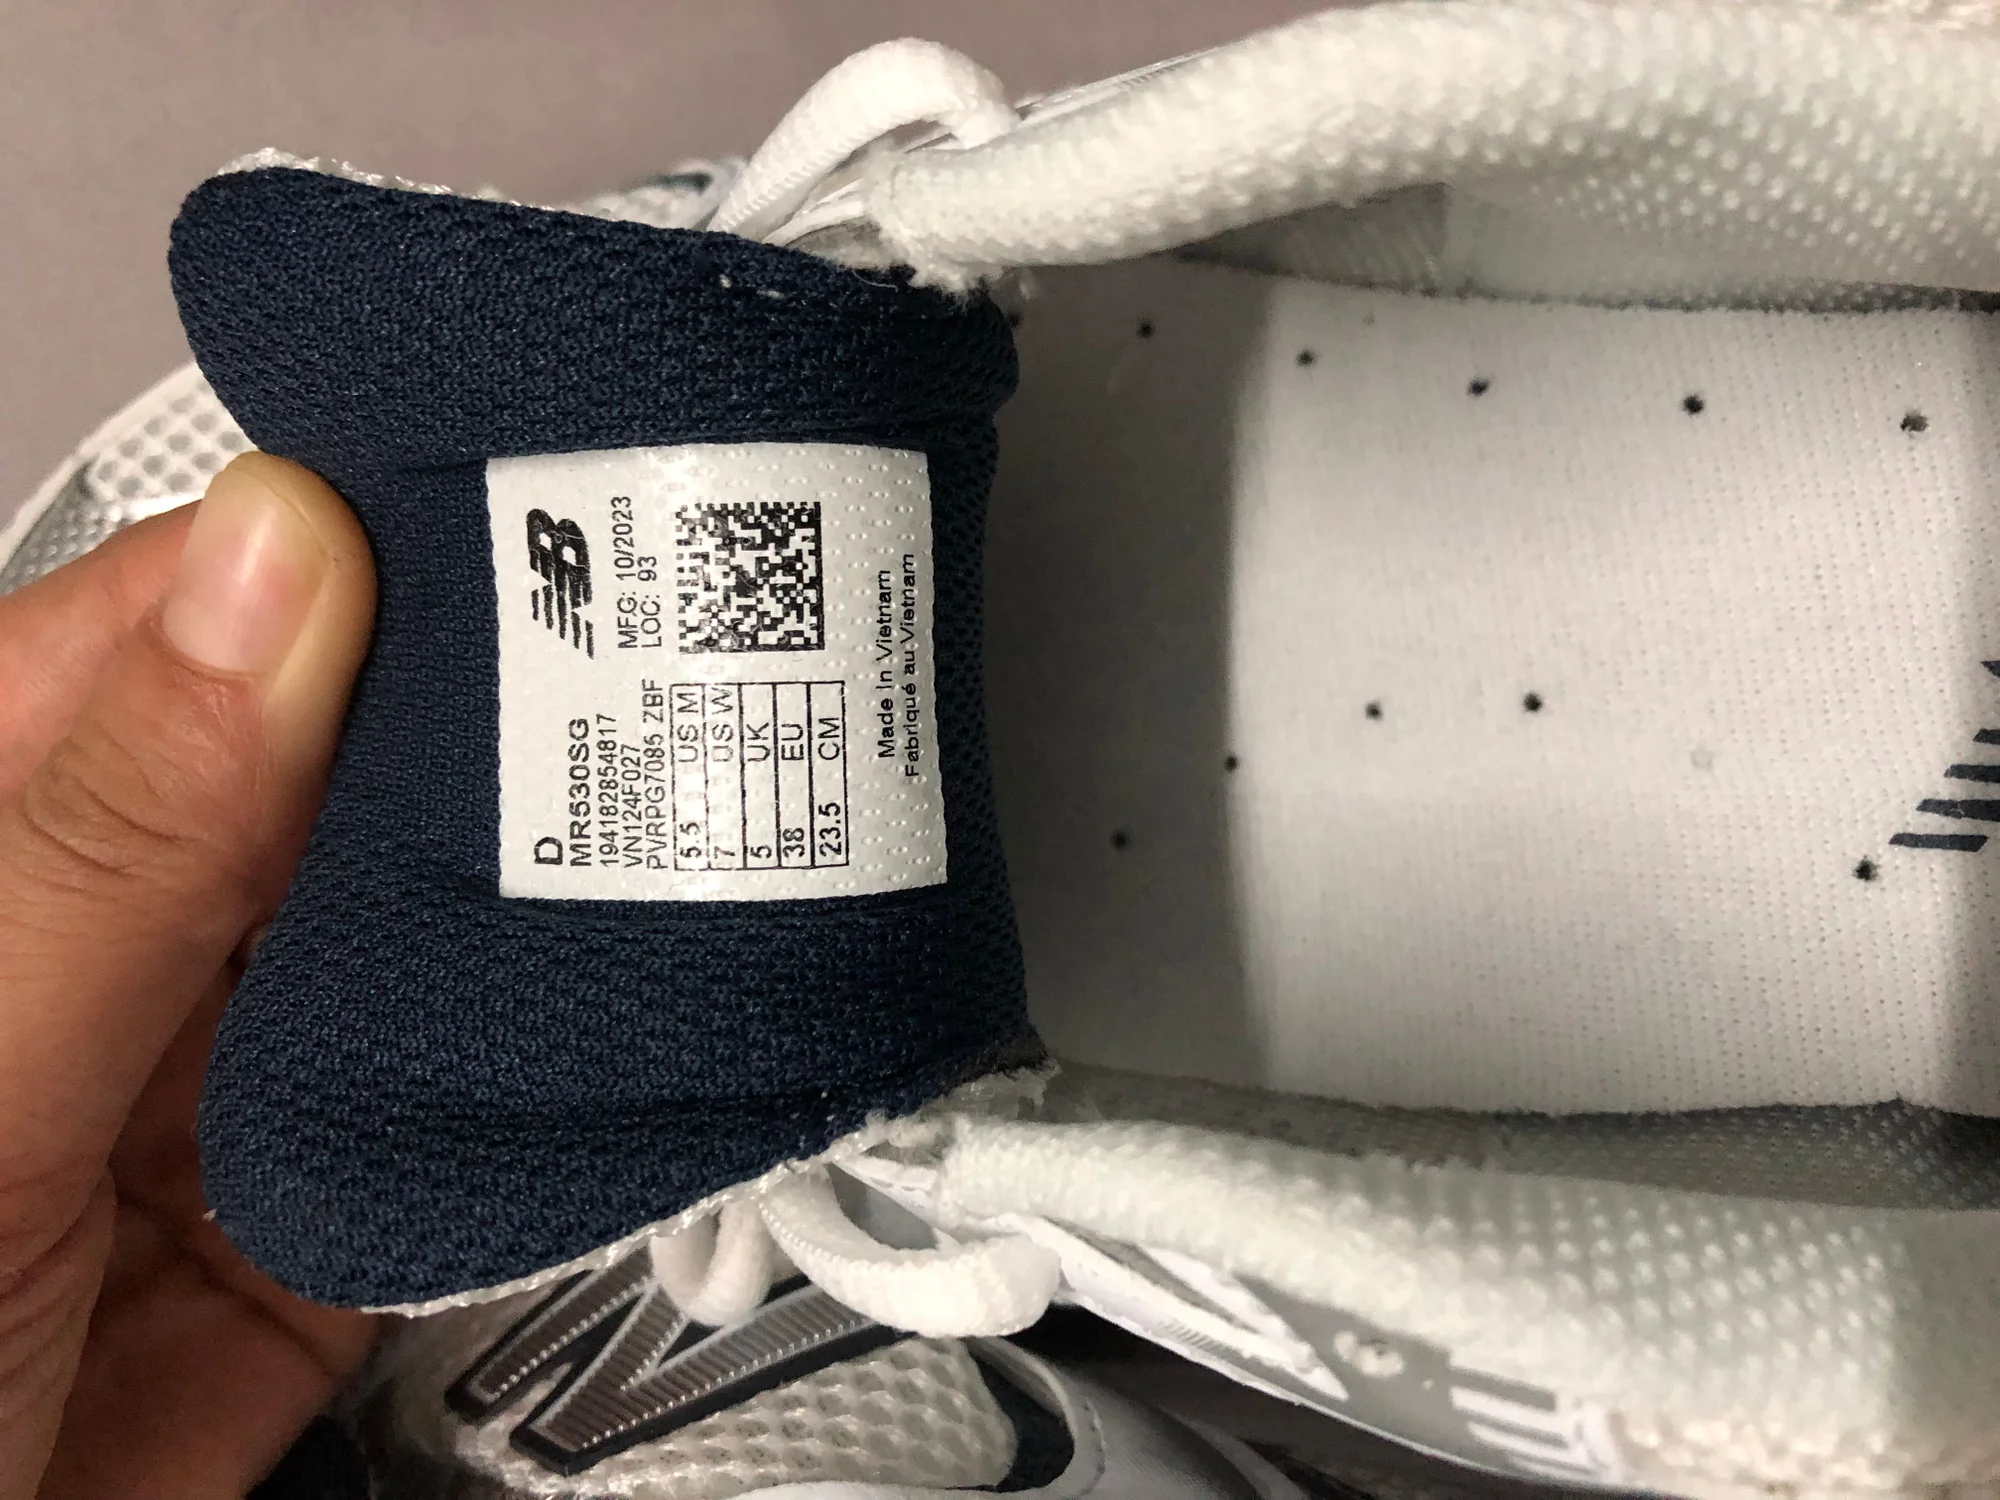 D
MR530SG
194182854817
VN124F027
PVRPG7085 ZBF
NB
MFG: 10/2023
LOC: 93
5.5 US M
7 US W
5 UK
38 EU
23.5 CM
Made In Vietnam
Fabriqué au Vietnam